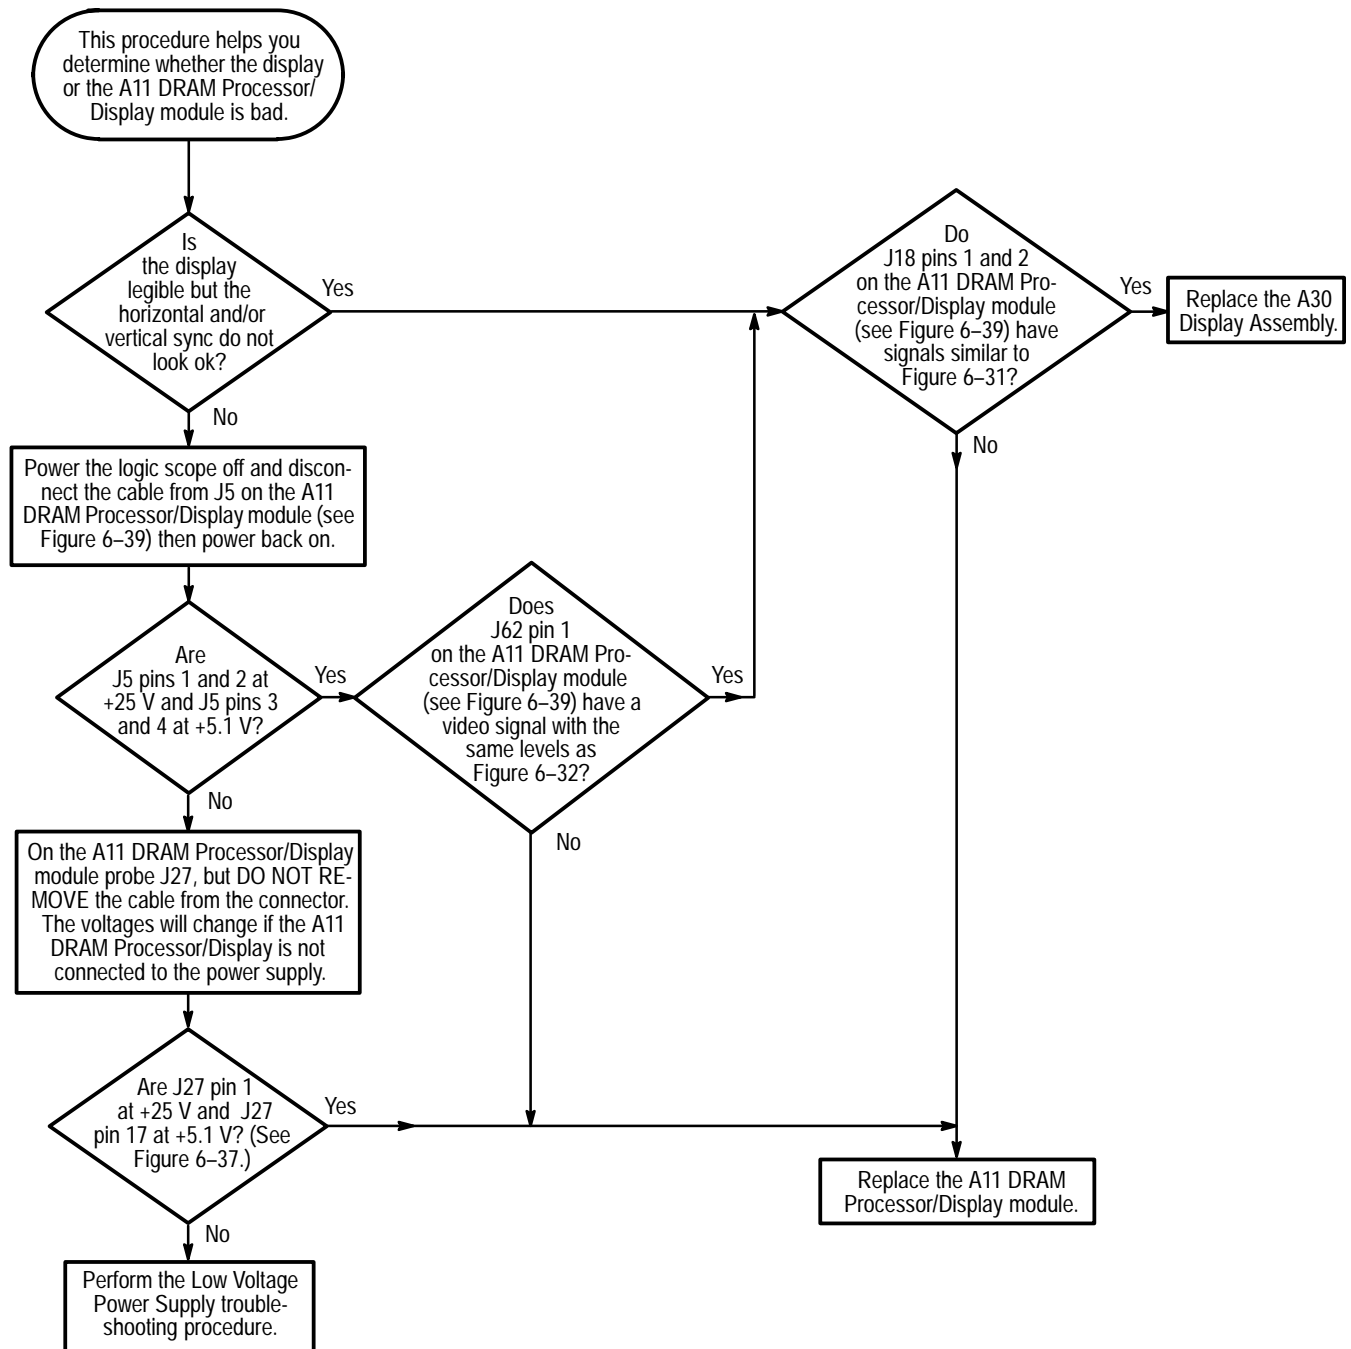 This procedure helps you
determine whether the display
or the A11 DRAM Processor/
Display module is bad.
Is
the display
legible but the
horizontal and/or
vertical sync do not
look ok?
Yes
No
Do
J18 pins 1 and 2
on the A11 DRAM Pro-
cessor/Display module
(see Figure 6–39) have
signals similar to
Figure 6–31?
Yes
No
Replace the A30
Display Assembly.
Power the logic scope off and discon-
nect the cable from J5 on the A11
DRAM Processor/Display module (see
Figure 6–39) then power back on.
Are
J5 pins 1 and 2 at
+25 V and J5 pins 3
and 4 at +5.1 V?
Yes
No
Does
J62 pin 1
on the A11 DRAM Pro-
cessor/Display module
(see Figure 6–39) have a
video signal with the
same levels as
Figure 6–32?
Yes
No
On the A11 DRAM Processor/Display
module probe J27, but DO NOT RE-
MOVE the cable from the connector.
The voltages will change if the A11
DRAM Processor/Display is not
connected to the power supply.
Are J27 pin 1
at +25 V and J27
pin 17 at +5.1 V? (See
Figure 6–37.)
Yes
No
Replace the A11 DRAM
Processor/Display module.
Perform the Low Voltage
Power Supply trouble-
shooting procedure.